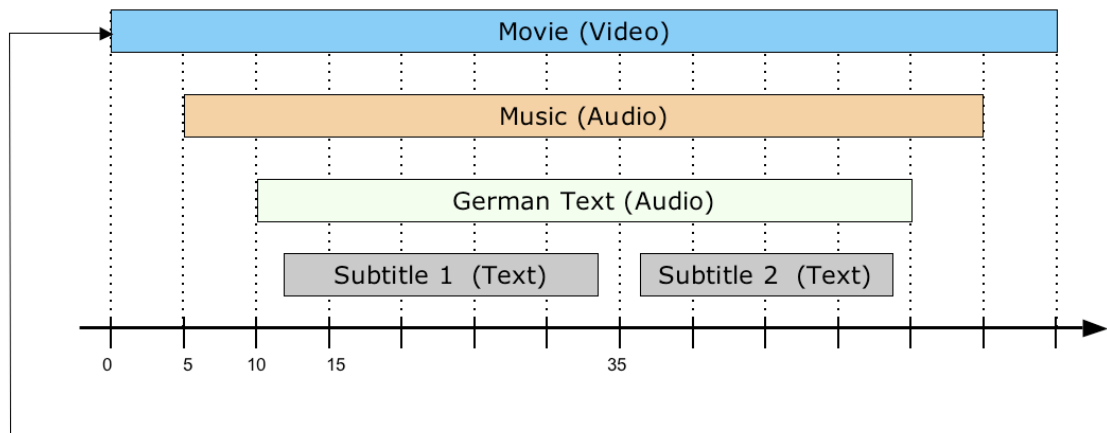 Movie (Video)
Music (Audio)
German Text (Audio)
Subtitle 1  (Text) Subtitle 2  (Text)
0 5 10 15 35